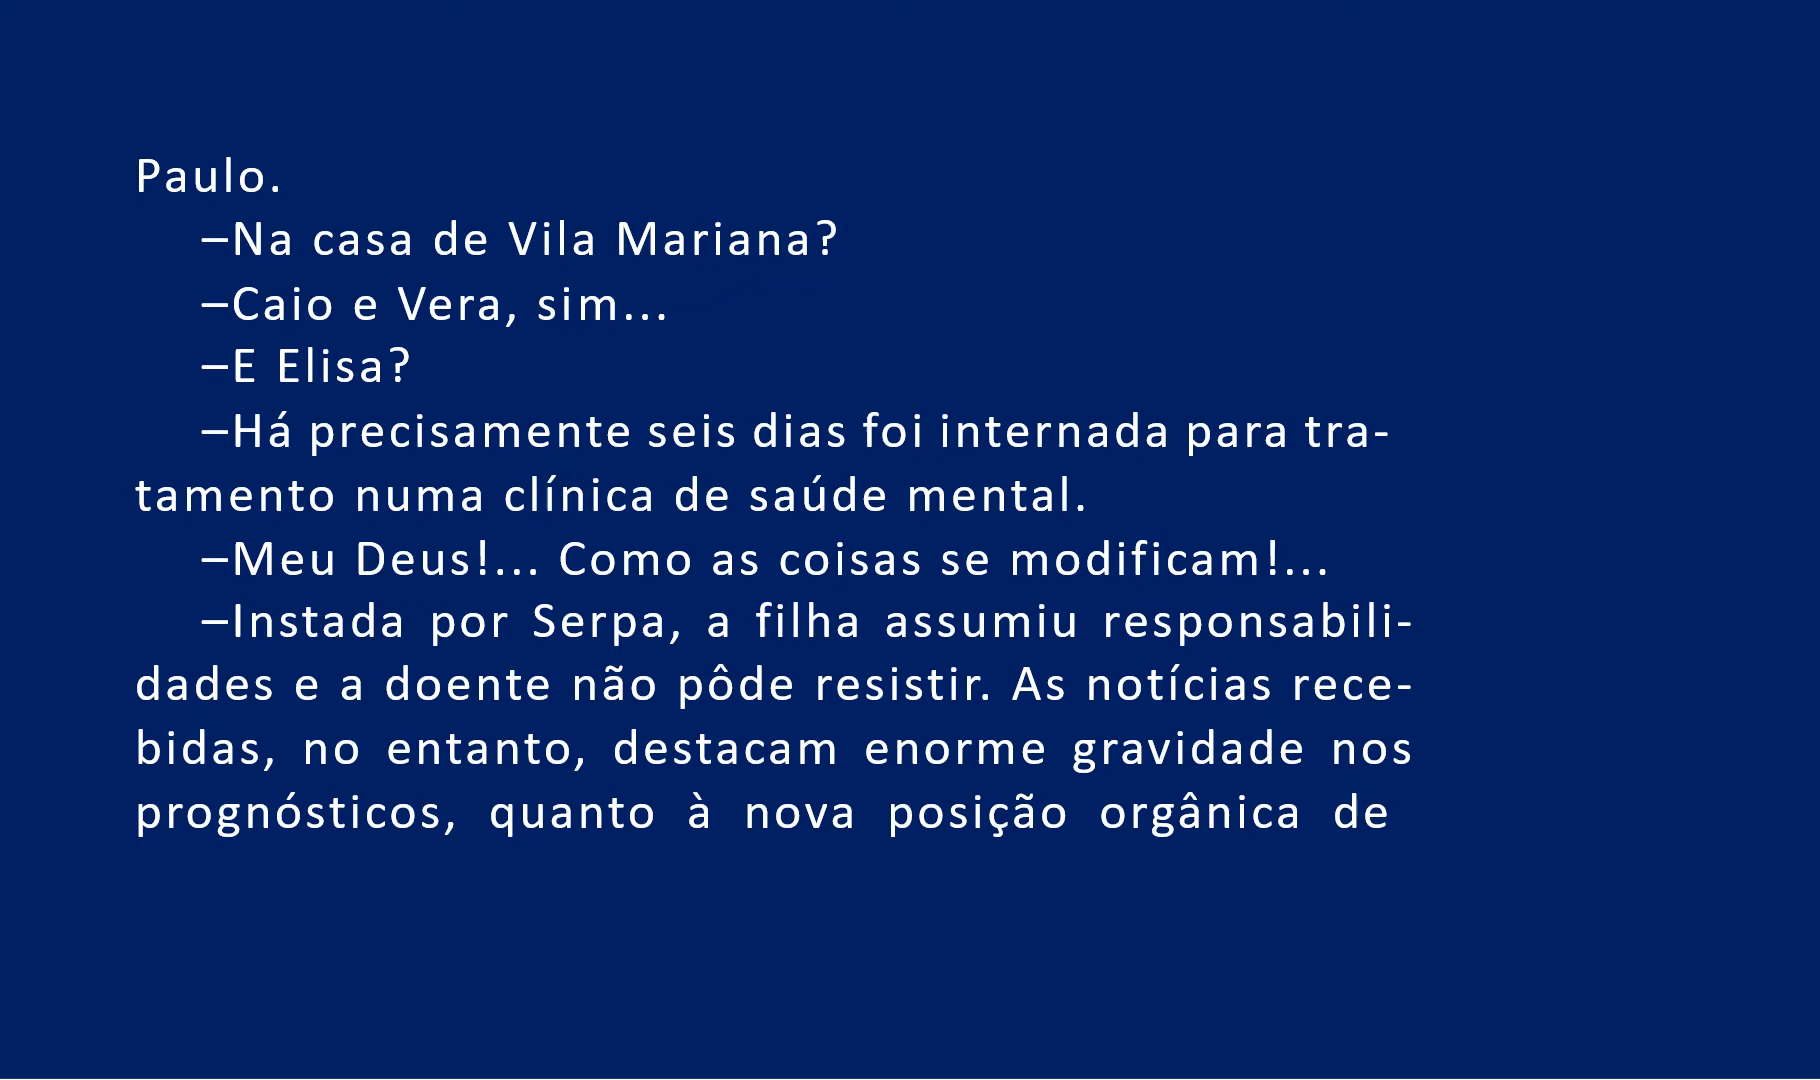 Paulo.
–Na casa de Vila Mariana?
–Caio e Vera, sim...
–E Elisa?
–Há precisamente seis dias foi internada para tra-
tamento numa clínica de saúde mental.
–Meu Deus!... Como as coisas se modificam!...
–Instada por Serpa, a filha assumiu responsabili-
dades e a doente não pôde resistir. As notícias rece-
bidas, no entanto, destacam enorme gravidade nos
prognósticos, quanto à nova posição orgânica de